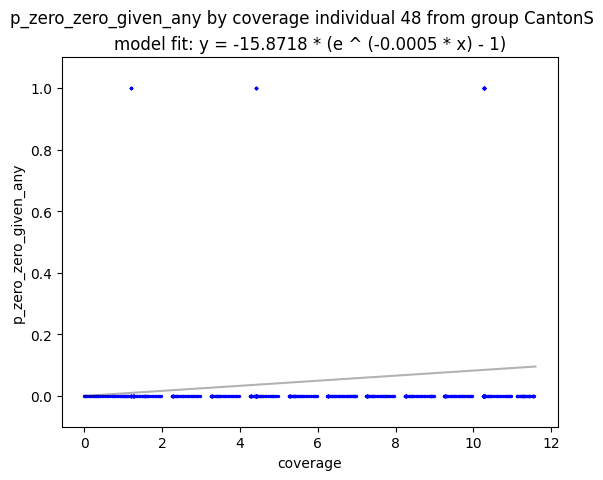 p_zero_zero_given_any by coverage individual 48 from group CantonS
model fit: y = -15.8718 * (e ^ (-0.0005 * x) - 1)
1.0
0.8
0.6
0.4
0.2
0.0
p_zero_zero_given_any
0 2 4 6 8 10 12
coverage